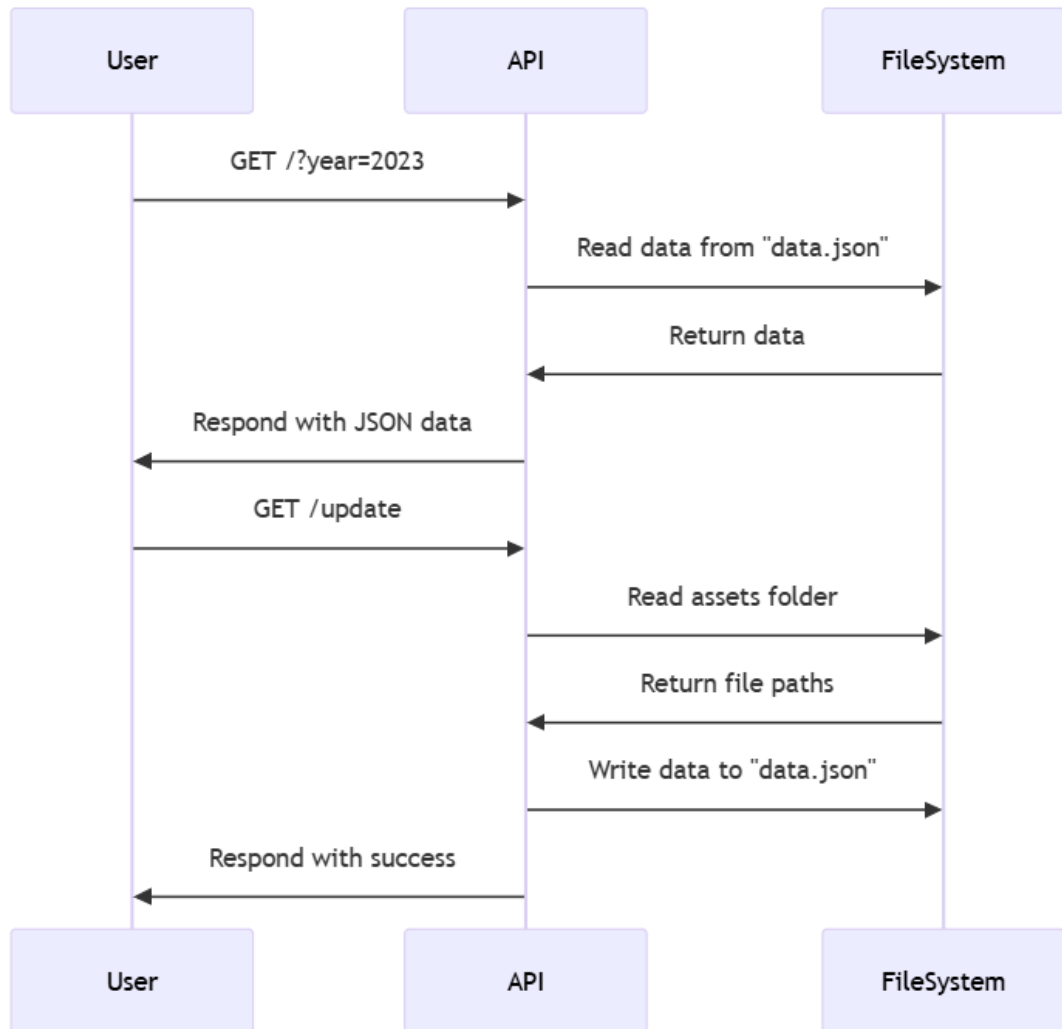 User
API
FileSystem
GET /?year=2023
Read data from "data.json"
Return data
Respond with JSON data
GET /update
Read assets folder
Return file paths
Write data to "data.json"
Respond with success
User
API
FileSystem